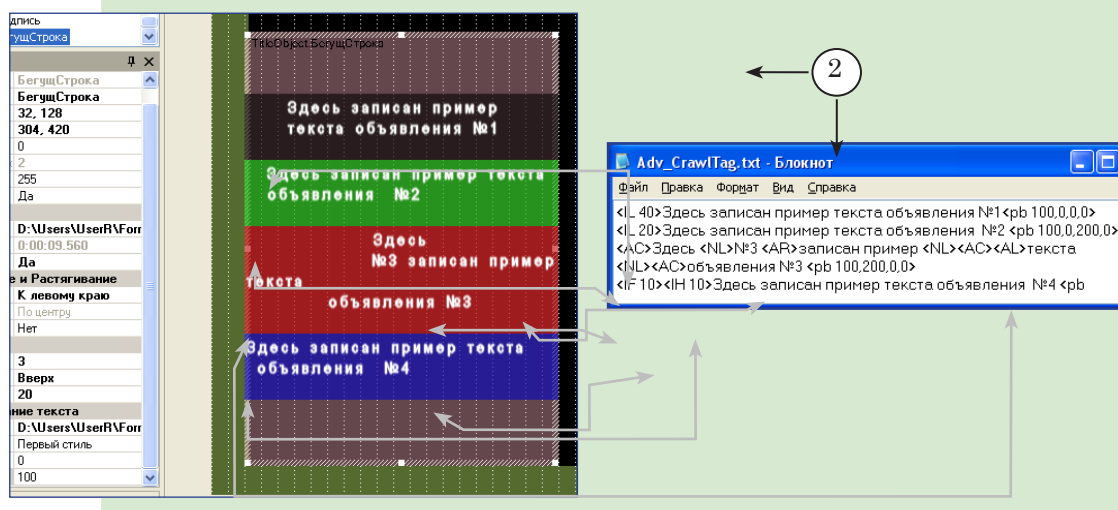 дпись
гущСтрока
БегущСтрока
БегущСтрока
32, 128
304, 420
0
2
255
Да
D:\Users\UserR\Forr
0:00:09.560
Да
е и Растягивание
К левому краю
По центру
Нет
3
Вверх
20
ние текста
D:\Users\UserR\Forr
Первый стиль
0
100
TitleObject:БегущСтрока
Здесь записан пример
текста объявления №1
Здесь записан пример текста
объявления №2
Здесь
№3 записан пример
текста
объявления №3
Здесь записан пример текста
объявления №4
2
Adv_CrawlTag.txt - Блокнот
Файл Правка Формат Вид Справка
<IL 40>Здесь записан пример текста объявления №1<pb 100,0,0,0>
<IL 20>Здесь записан пример текста объявления №2 <pb 100,0,200,0>
<AC>Здесь <NL>№3 <AR>записан пример <NL><AC><AL>текста
<NL><AC>объявления №3 <pb 100,200,0,0>
<IF 10><IH 10>Здесь записан пример текста объявления №4 <pb